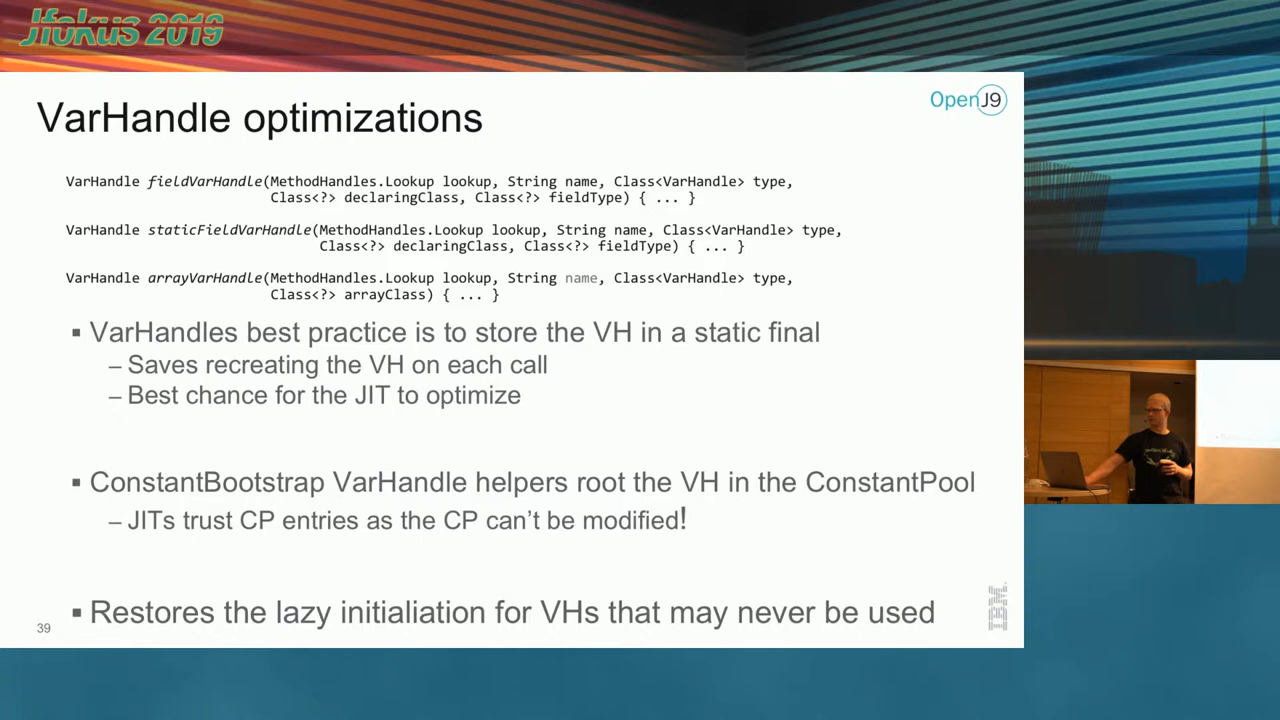 Jfokus 2019
VarHandle optimizations
OpenJ9
VarHandle fieldVarHandle(MethodHandles.Lookup lookup, String name, Class<VarHandle> type,
Class<?> declaringClass, Class<?> fieldType) { ... }
VarHandle staticFieldVarHandle(MethodHandles.Lookup lookup, String name, Class<VarHandle> type,
Class<?> declaringClass, Class<?> fieldType) { ... }
VarHandle arrayVarHandle(MethodHandles.Lookup lookup, String name, Class<VarHandle> type,
Class<?> arrayClass) { ... }
▪ VarHandles best practice is to store the VH in a static final
– Saves recreating the VH on each call
– Best chance for the JIT to optimize
▪ ConstantBootstrap VarHandle helpers root the VH in the ConstantPool
– JITs trust CP entries as the CP can’t be modified!
▪ Restores the lazy initialiation for VHs that may never be used
39
IBM